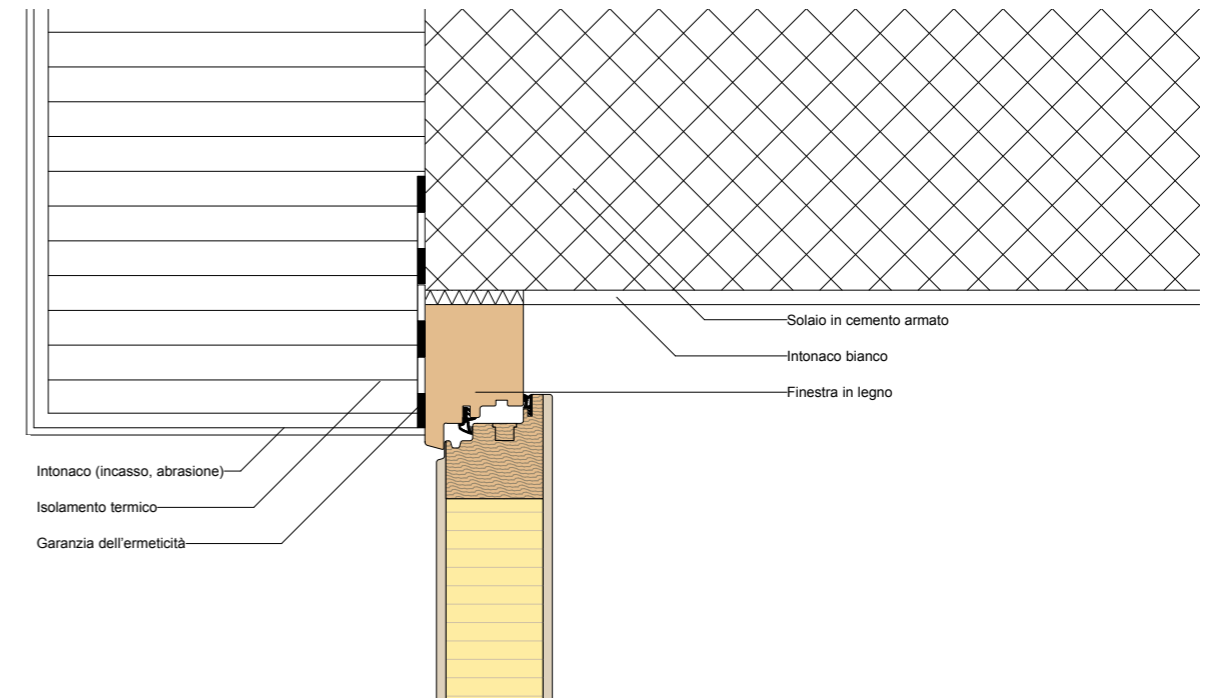 Solaio in cemento armato
Intonaco bianco
Finestra in legno
Intonaco (incasso, abrasione)
Isolamento termico
Garanzia dell'ermeticità